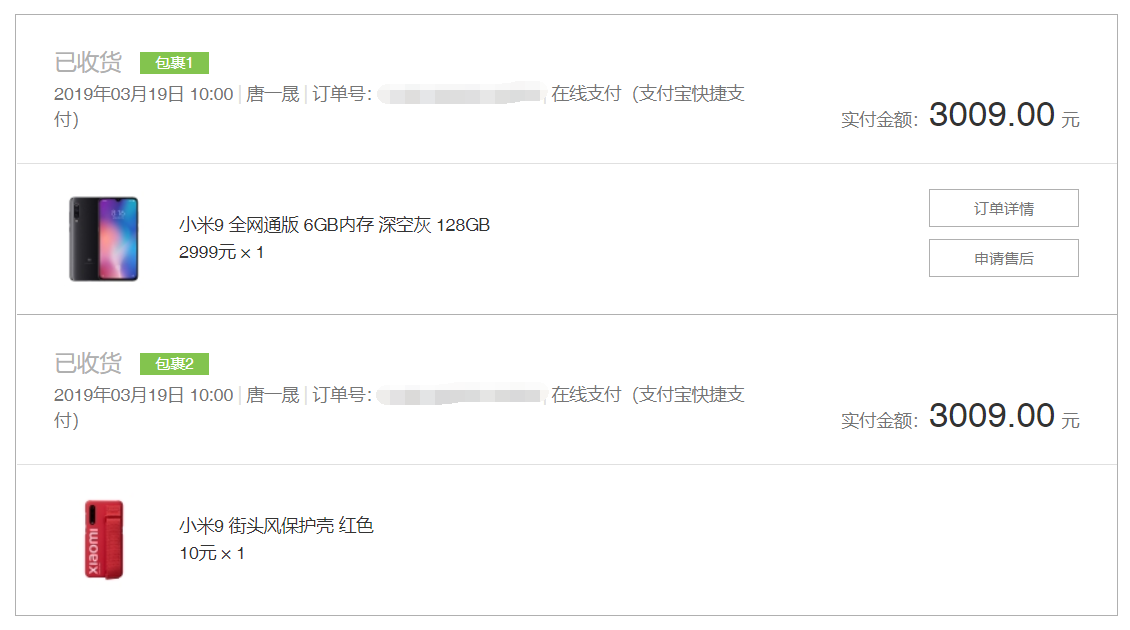 已收货 包裹1
2019年03月19日 10:00 | 唐一晟 | 订单号: | 在线支付（支付宝快捷支
付）
实付金额：3009.00 元
小米9 全网通版 6GB内存 深空灰 128GB
2999元 × 1
订单详情
申请售后
已收货 包裹2
2019年03月19日 10:00 | 唐一晟 | 订单号: | 在线支付（支付宝快捷支
付）
实付金额：3009.00 元
xiaomi
小米9 街头风保护壳 红色
10元 × 1